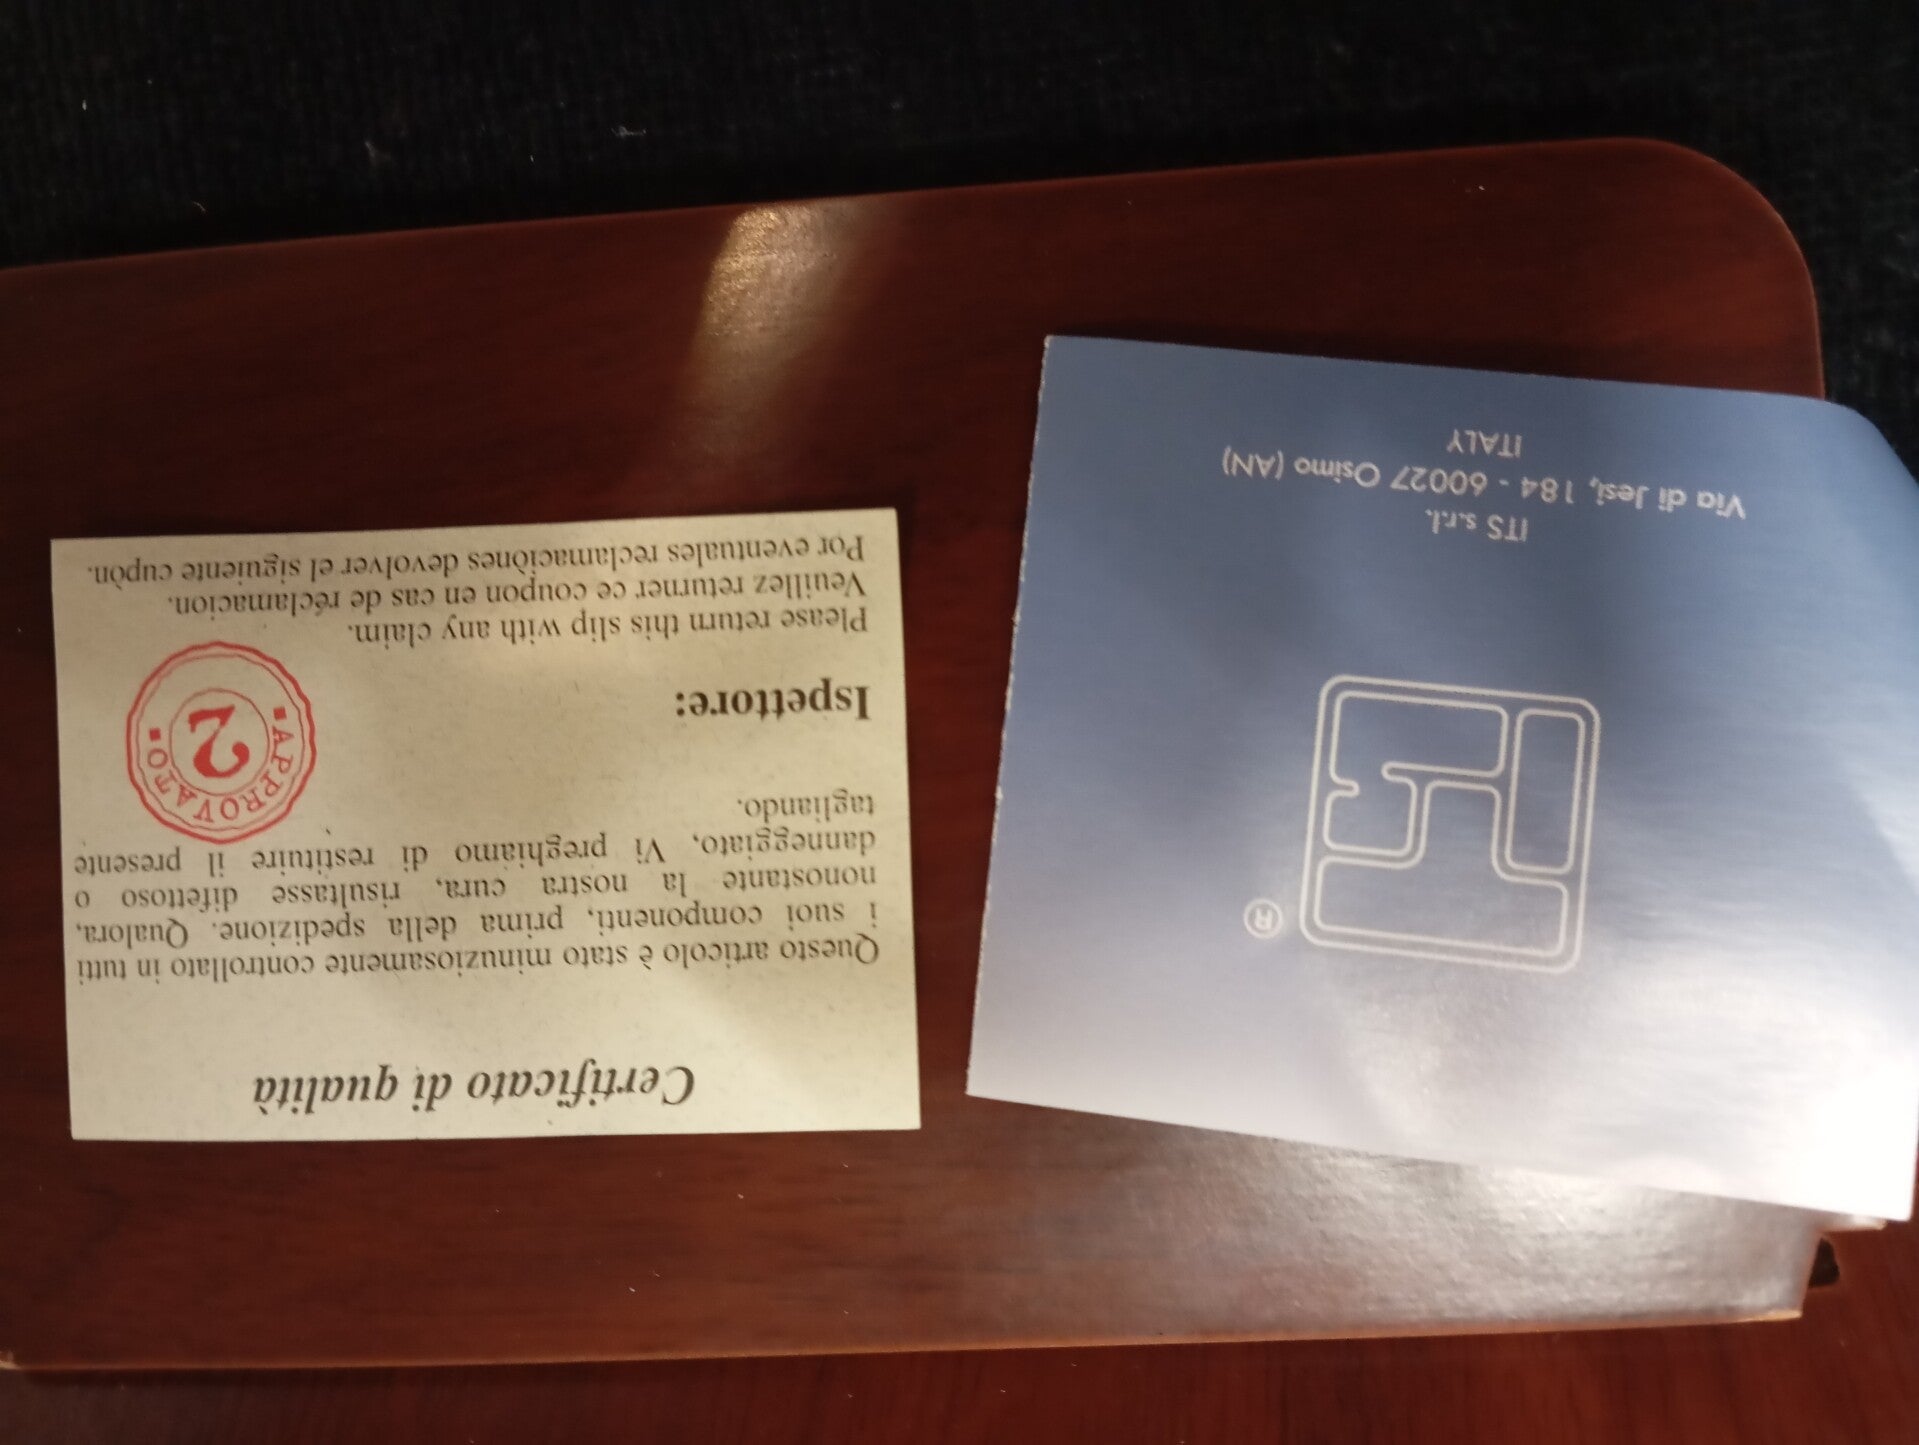 Certificato di qualità
Questo articolo è stato minuziosamente controllato in tutti
i suoi componenti, prima della spedizione. Qualora,
nonostante la nostra cura, risultasse difettoso o
danneggiato, Vi preghiamo di restituire il presente
tagliando.
Ispettore:
APPROVATO
2
Please return this slip with any claim.
Veuillez returner ce coupon en cas de réclamacion.
Por eventuales reclamaciònes devolver el siguiente cupòn.
ITS
®
ITS s.r.l.
Via di Jesi, 184 - 60027 Osimo (AN)
ITALY